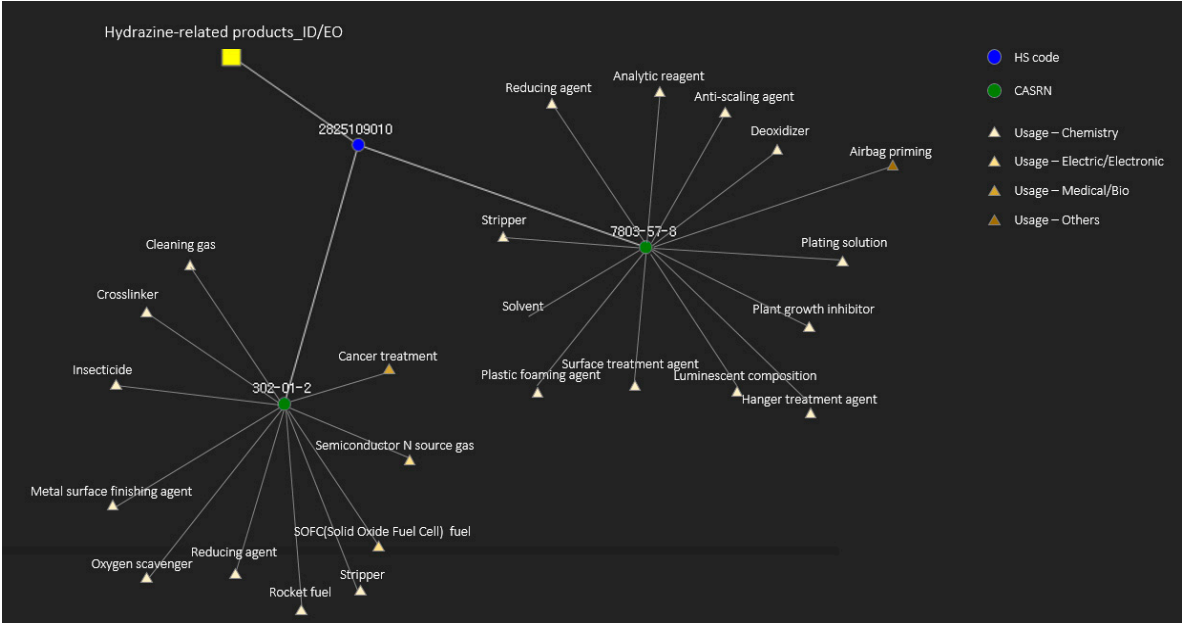 Hydrazine-related products_ID/EO
2825109010
Reducing agent
Analytic reagent
Anti-scaling agent
Deoxidizer
Airbag priming
Stripper
7803-57-8
Plating solution
Solvent
Plant growth inhibitor
Plastic foaming agent
Surface treatment agent
Luminescent composition
Hanger treatment agent
Cleaning gas
Crosslinker
Insecticide
302-01-2
Cancer treatment
Semiconductor N source gas
Metal surface finishing agent
SOFC(Solid Oxide Fuel Cell) fuel
Oxygen scavenger
Reducing agent
Rocket fuel
Stripper
HS code
CASRN
Usage – Chemistry
Usage – Electric/Electronic
Usage – Medical/Bio
Usage – Others